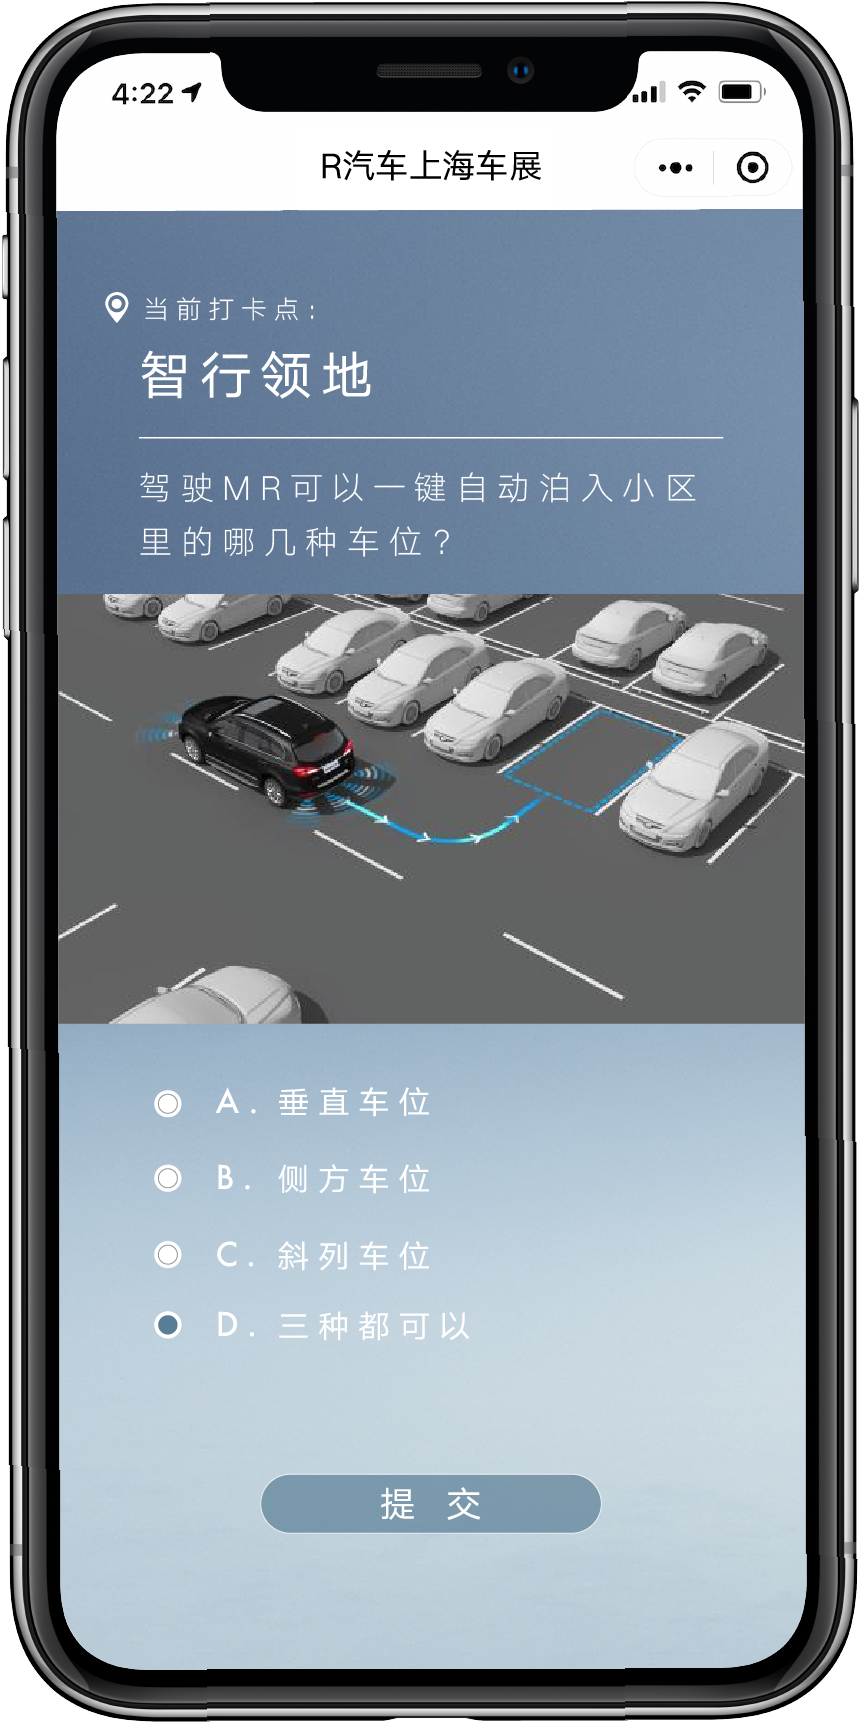 4:22
R汽车上海车展
当前打卡点:
智行领地
驾驶MR可以一键自动泊入小区
里的哪几种车位?
A. 垂直车位
B. 侧方车位
C. 斜列车位
D. 三种都可以
提 交